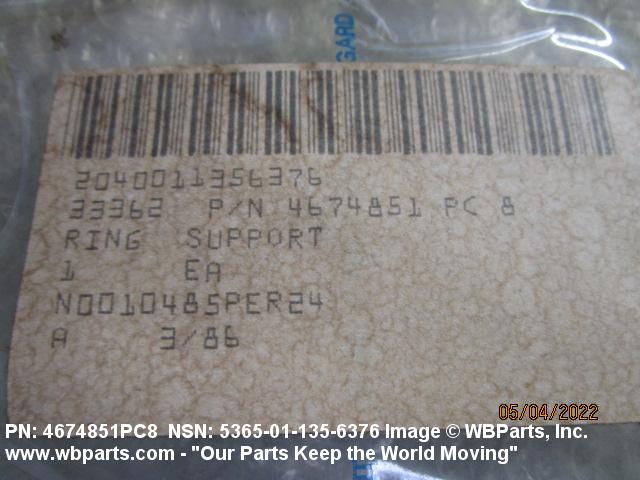 GARD
2040011356376
33362 P/N 4674851 PC 8
RING SUPPORT
1 EA
N0010485PER24
A 3/86
05/04/2022
PN: 4674851PC8 NSN: 5365-01-135-6376 Image © WBParts, Inc.
www.wbparts.com - "Our Parts Keep the World Moving"